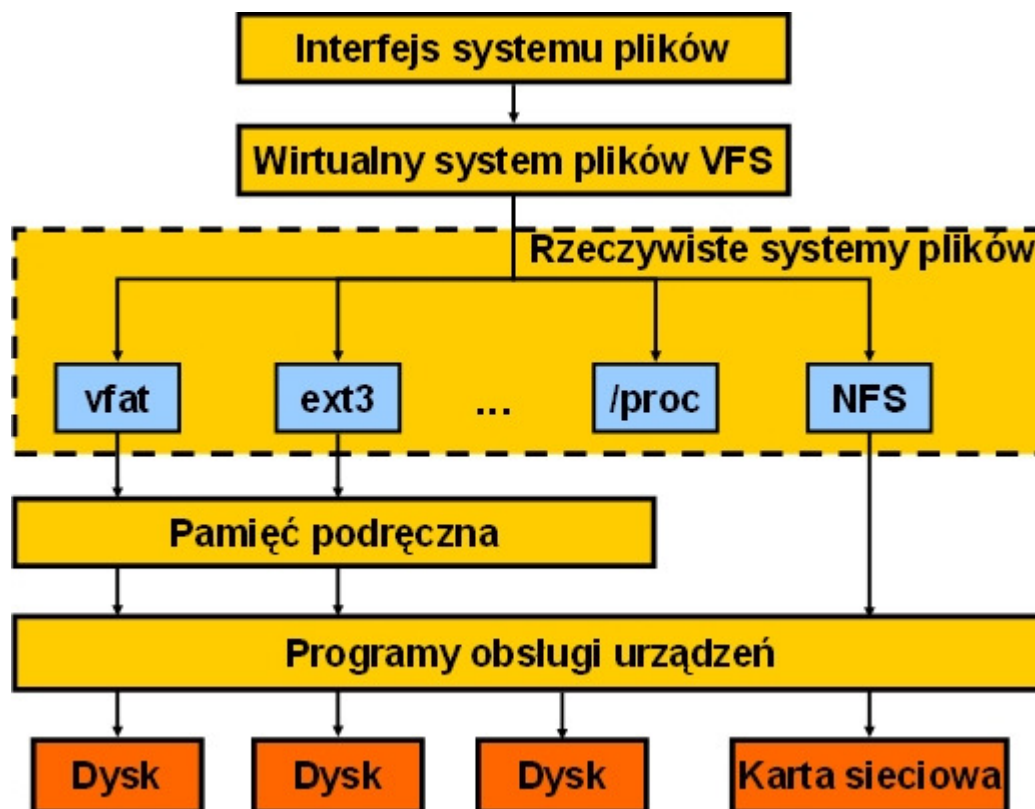 Interfejs systemu plików
Wirtualny system plików VFS
Rzeczywiste systemy plików
vfat
ext3
...
/proc
NFS
Pamięć podręczna
Programy obsługi urządzeń
Dysk
Dysk
Dysk
Karta sieciowa